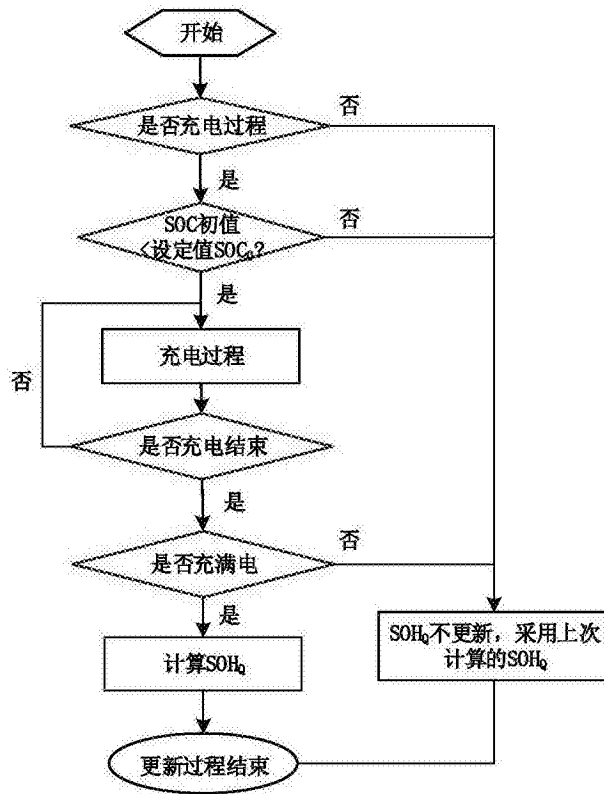 开始
是否充电过程
否
是
SOC初值
<设定值SOC₀?
否
是
充电过程
否
是否充电结束
是
是否充满电
否
是
计算SOH_Q
SOH_Q不更新，采用上次
计算的SOH_Q
更新过程结束